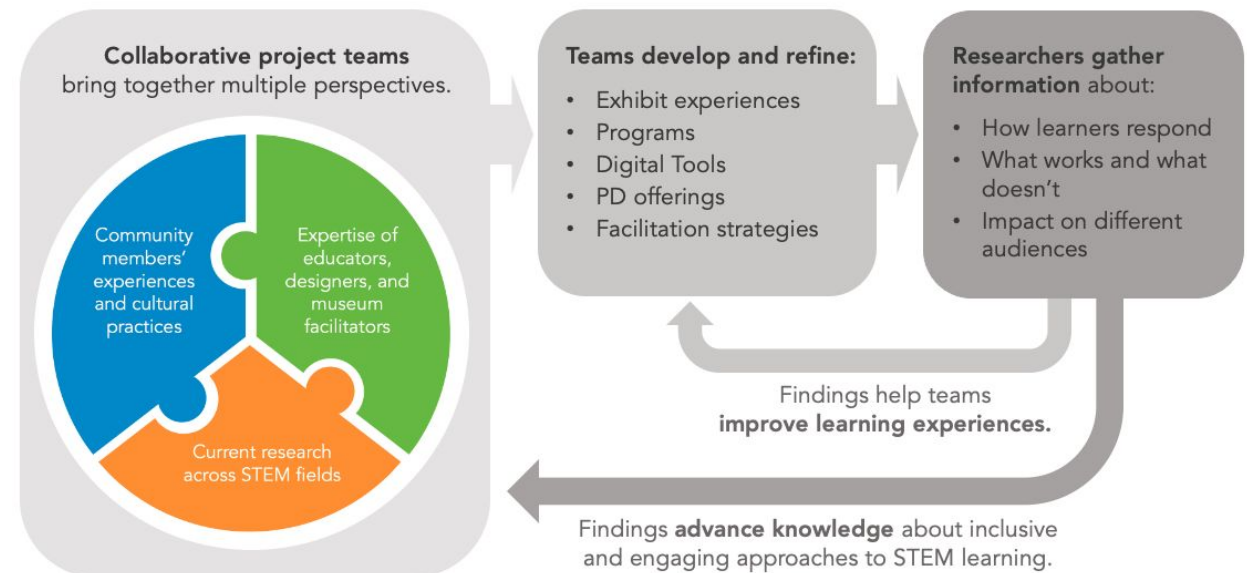 Collaborative project teams
bring together multiple perspectives.
Community
members’
experiences
and cultural
practices
Expertise of
educators,
designers, and
museum
facilitators
Current research
across STEM fields
Teams develop and refine:
• Exhibit experiences
• Programs
• Digital Tools
• PD offerings
• Facilitation strategies
Researchers gather
information about:
• How learners respond
• What works and what
doesn’t
• Impact on different
audiences
Findings help teams
improve learning experiences.
Findings advance knowledge about inclusive
and engaging approaches to STEM learning.